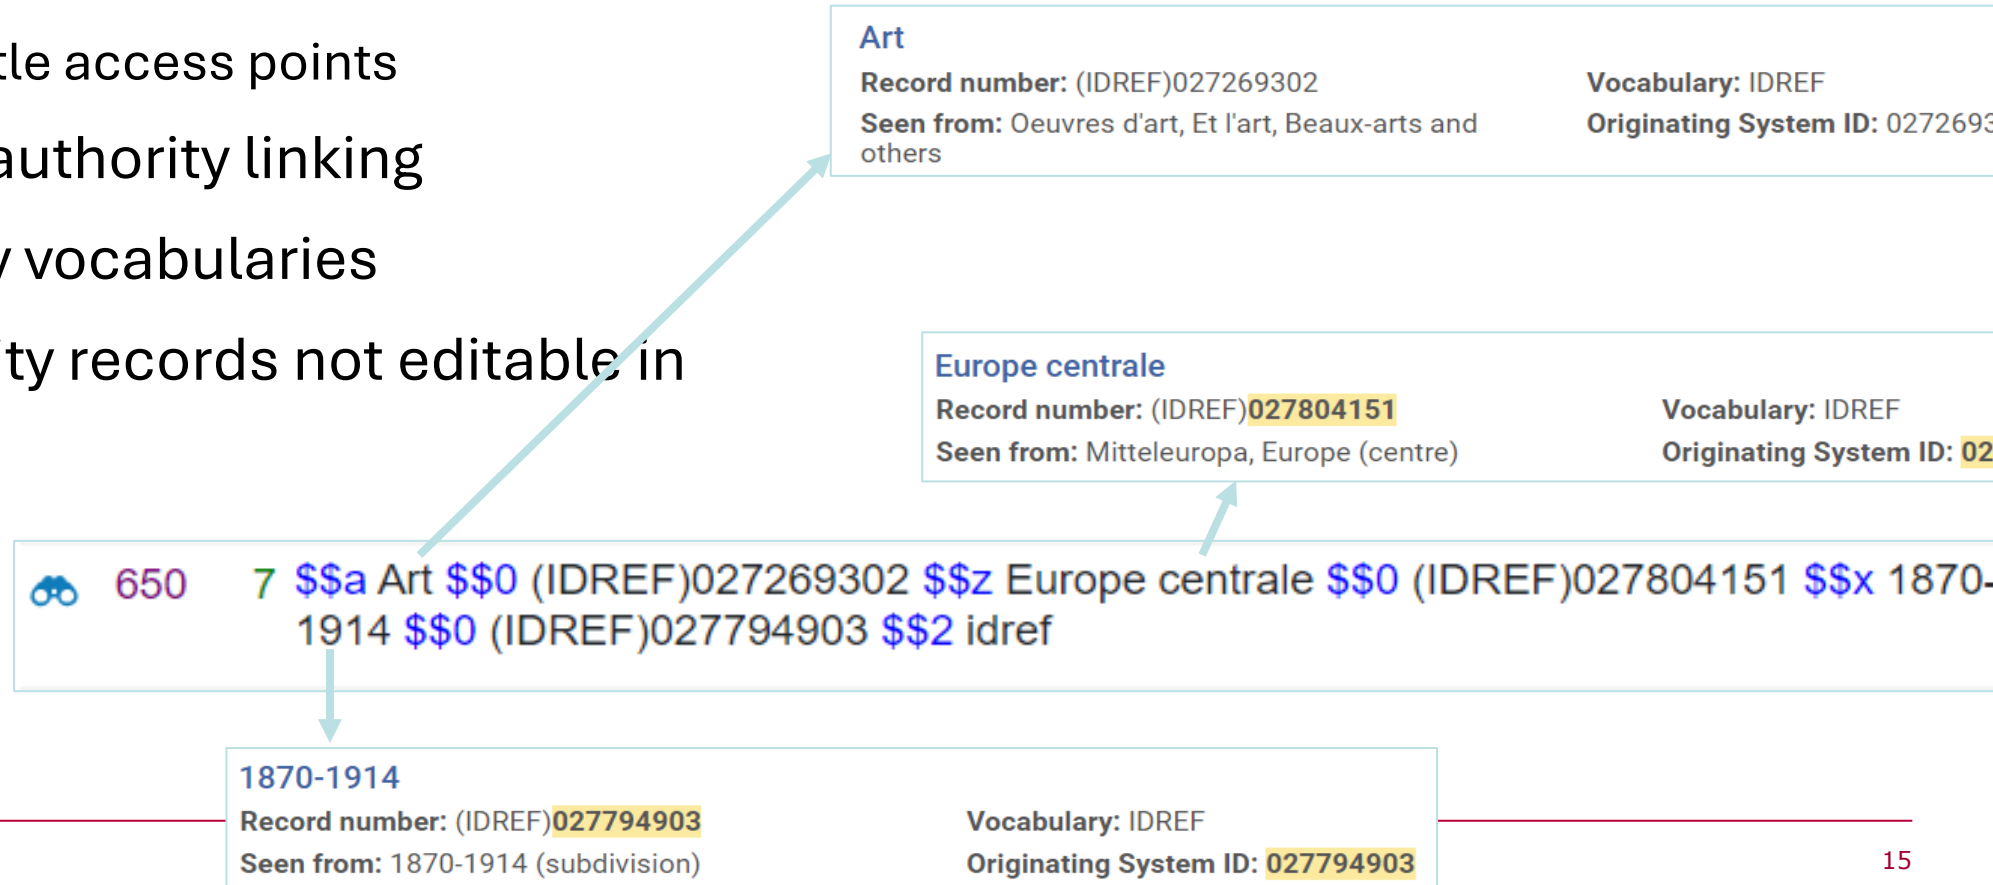 tle access points
authority linking
y vocabularies
ity records not editable in
Art
Record number: (IDREF)027269302 Vocabulary: IDREF
Seen from: Oeuvres d'art, Et l'art, Beaux-arts and Originating System ID: 0272693
others
Europe centrale
Record number: (IDREF)027804151 Vocabulary: IDREF
Seen from: Mitteleuropa, Europe (centre) Originating System ID: 02
650 7 $$a Art $$0 (IDREF)027269302 $$z Europe centrale $$0 (IDREF)027804151 $$x 1870-
1914 $$0 (IDREF)027794903 $$2 idref
1870-1914
Record number: (IDREF)027794903 Vocabulary: IDREF
Seen from: 1870-1914 (subdivision) Originating System ID: 027794903
15